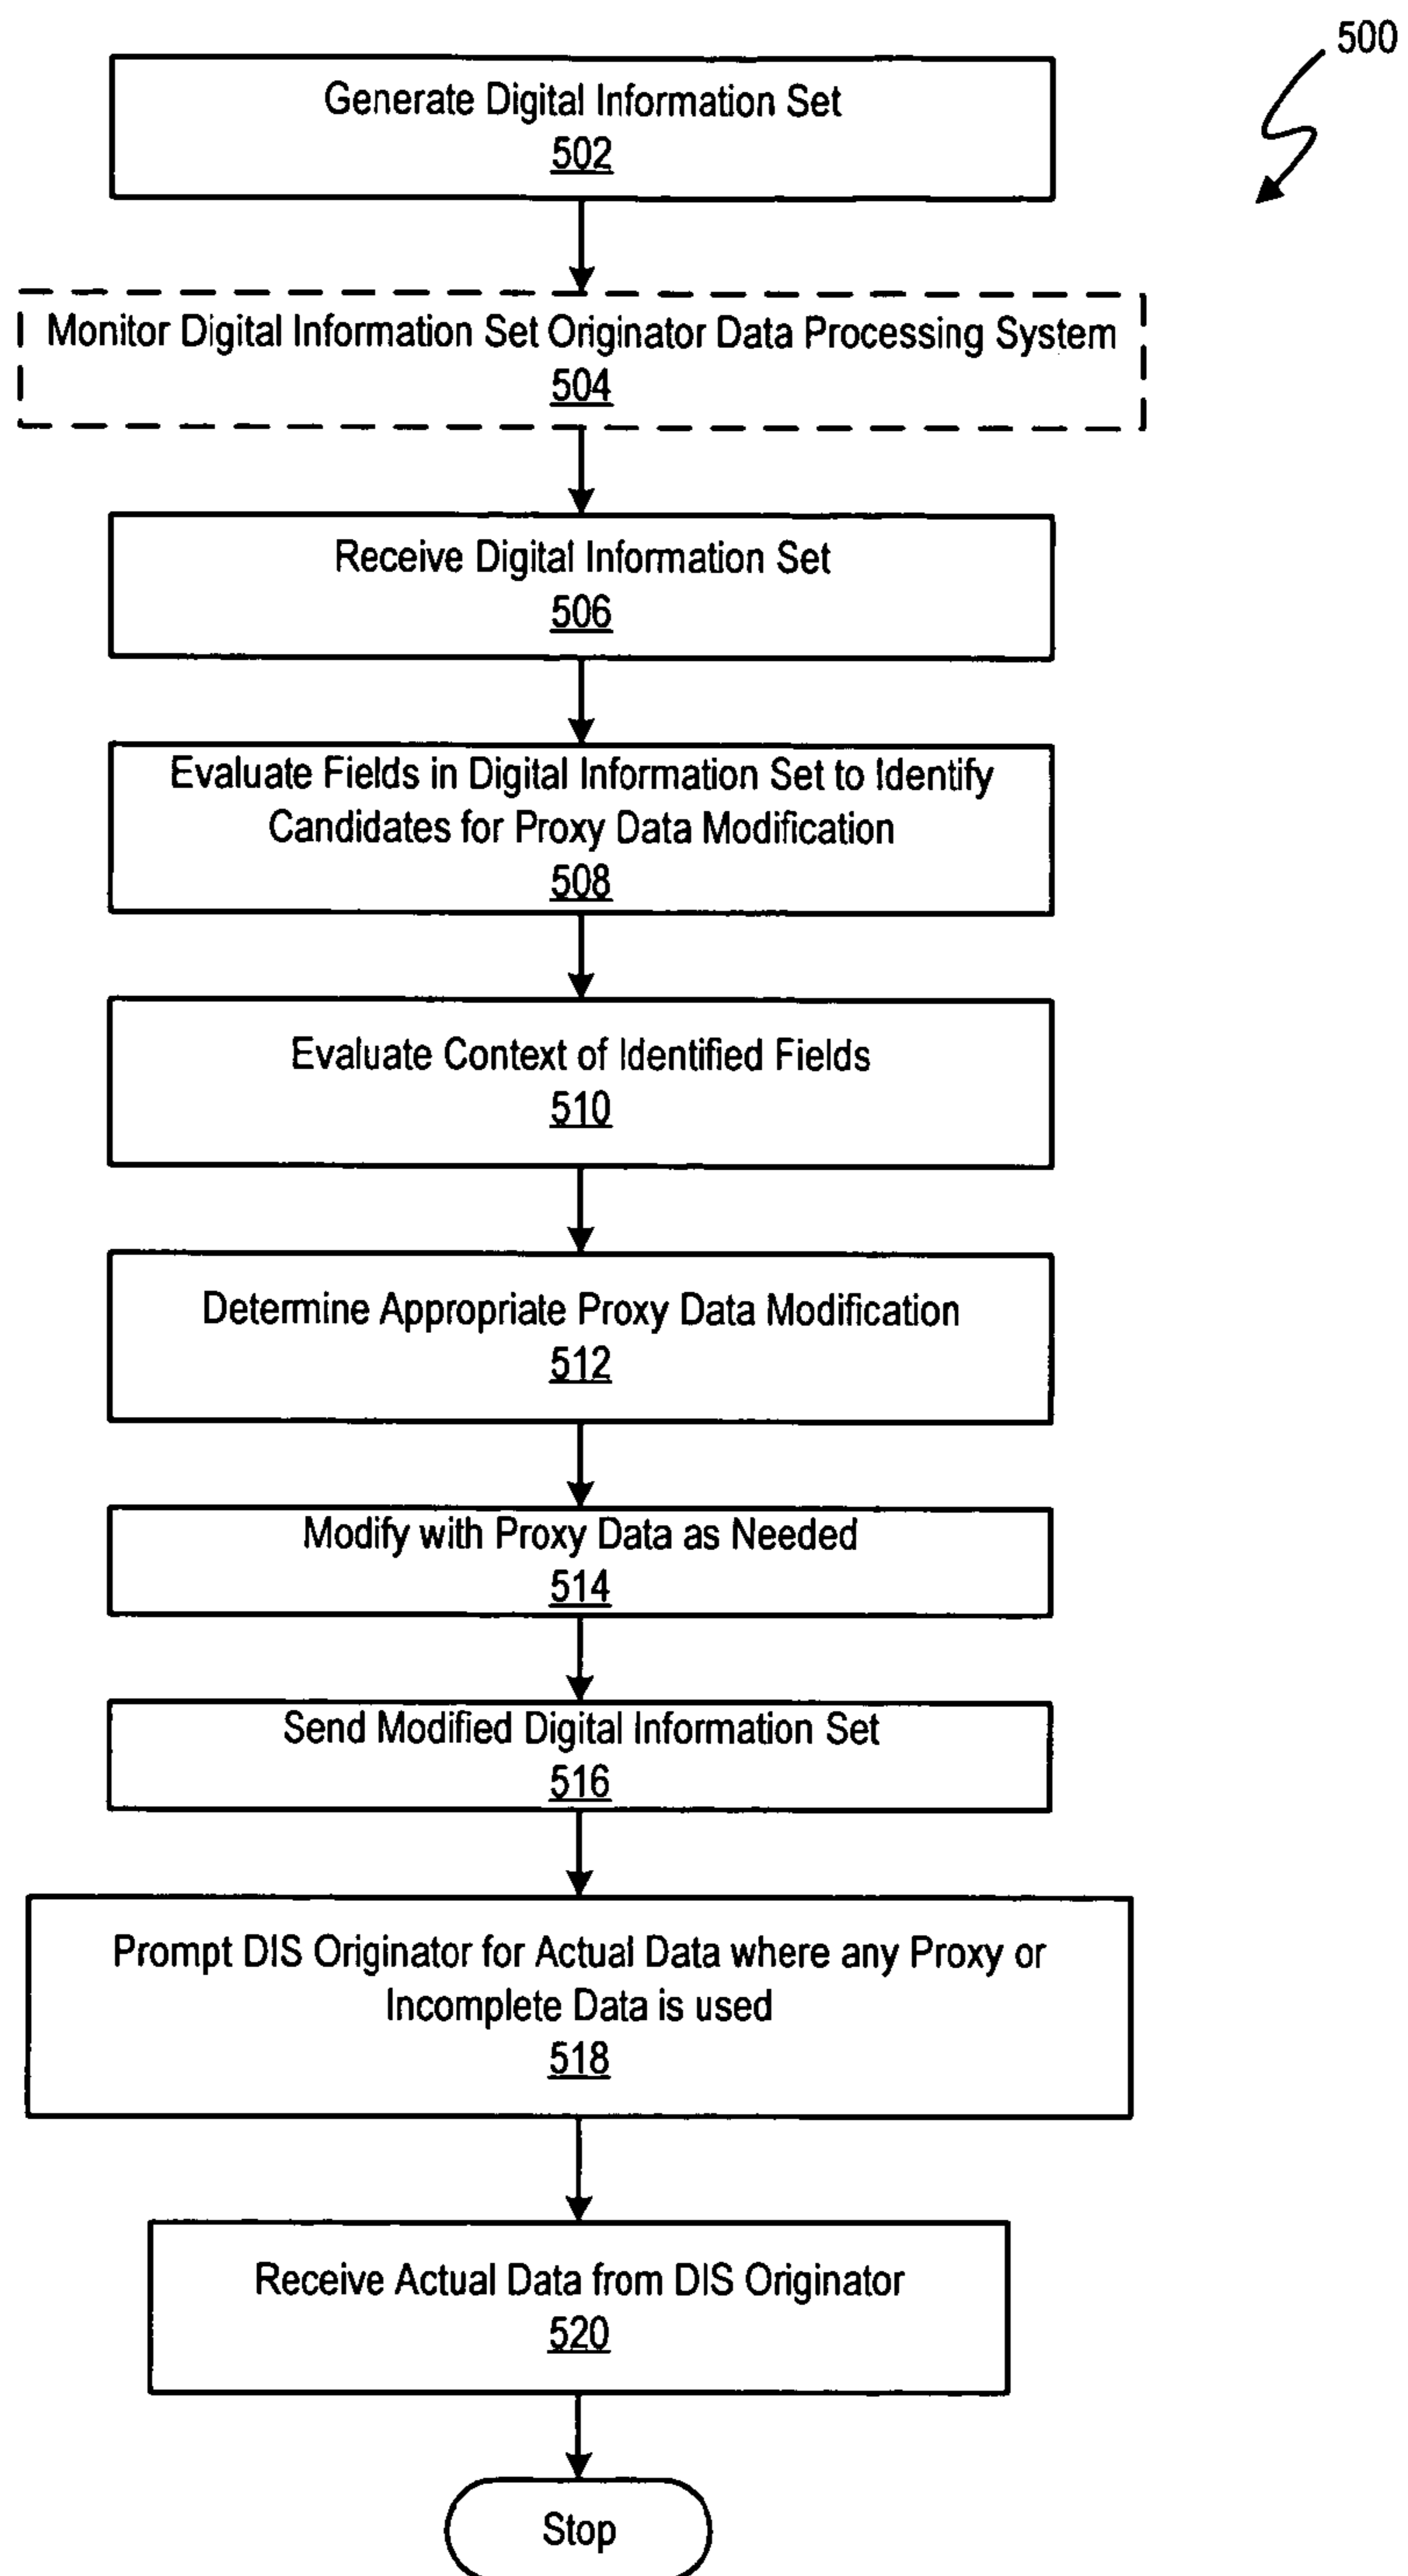 500
Generate Digital Information Set
502
Monitor Digital Information Set Originator Data Processing System
504
Receive Digital Information Set
506
Evaluate Fields in Digital Information Set to Identify
Candidates for Proxy Data Modification
508
Evaluate Context of Identified Fields
510
Determine Appropriate Proxy Data Modification
512
Modify with Proxy Data as Needed
514
Send Modified Digital Information Set
516
Prompt DIS Originator for Actual Data where any Proxy or
Incomplete Data is used
518
Receive Actual Data from DIS Originator
520
Stop